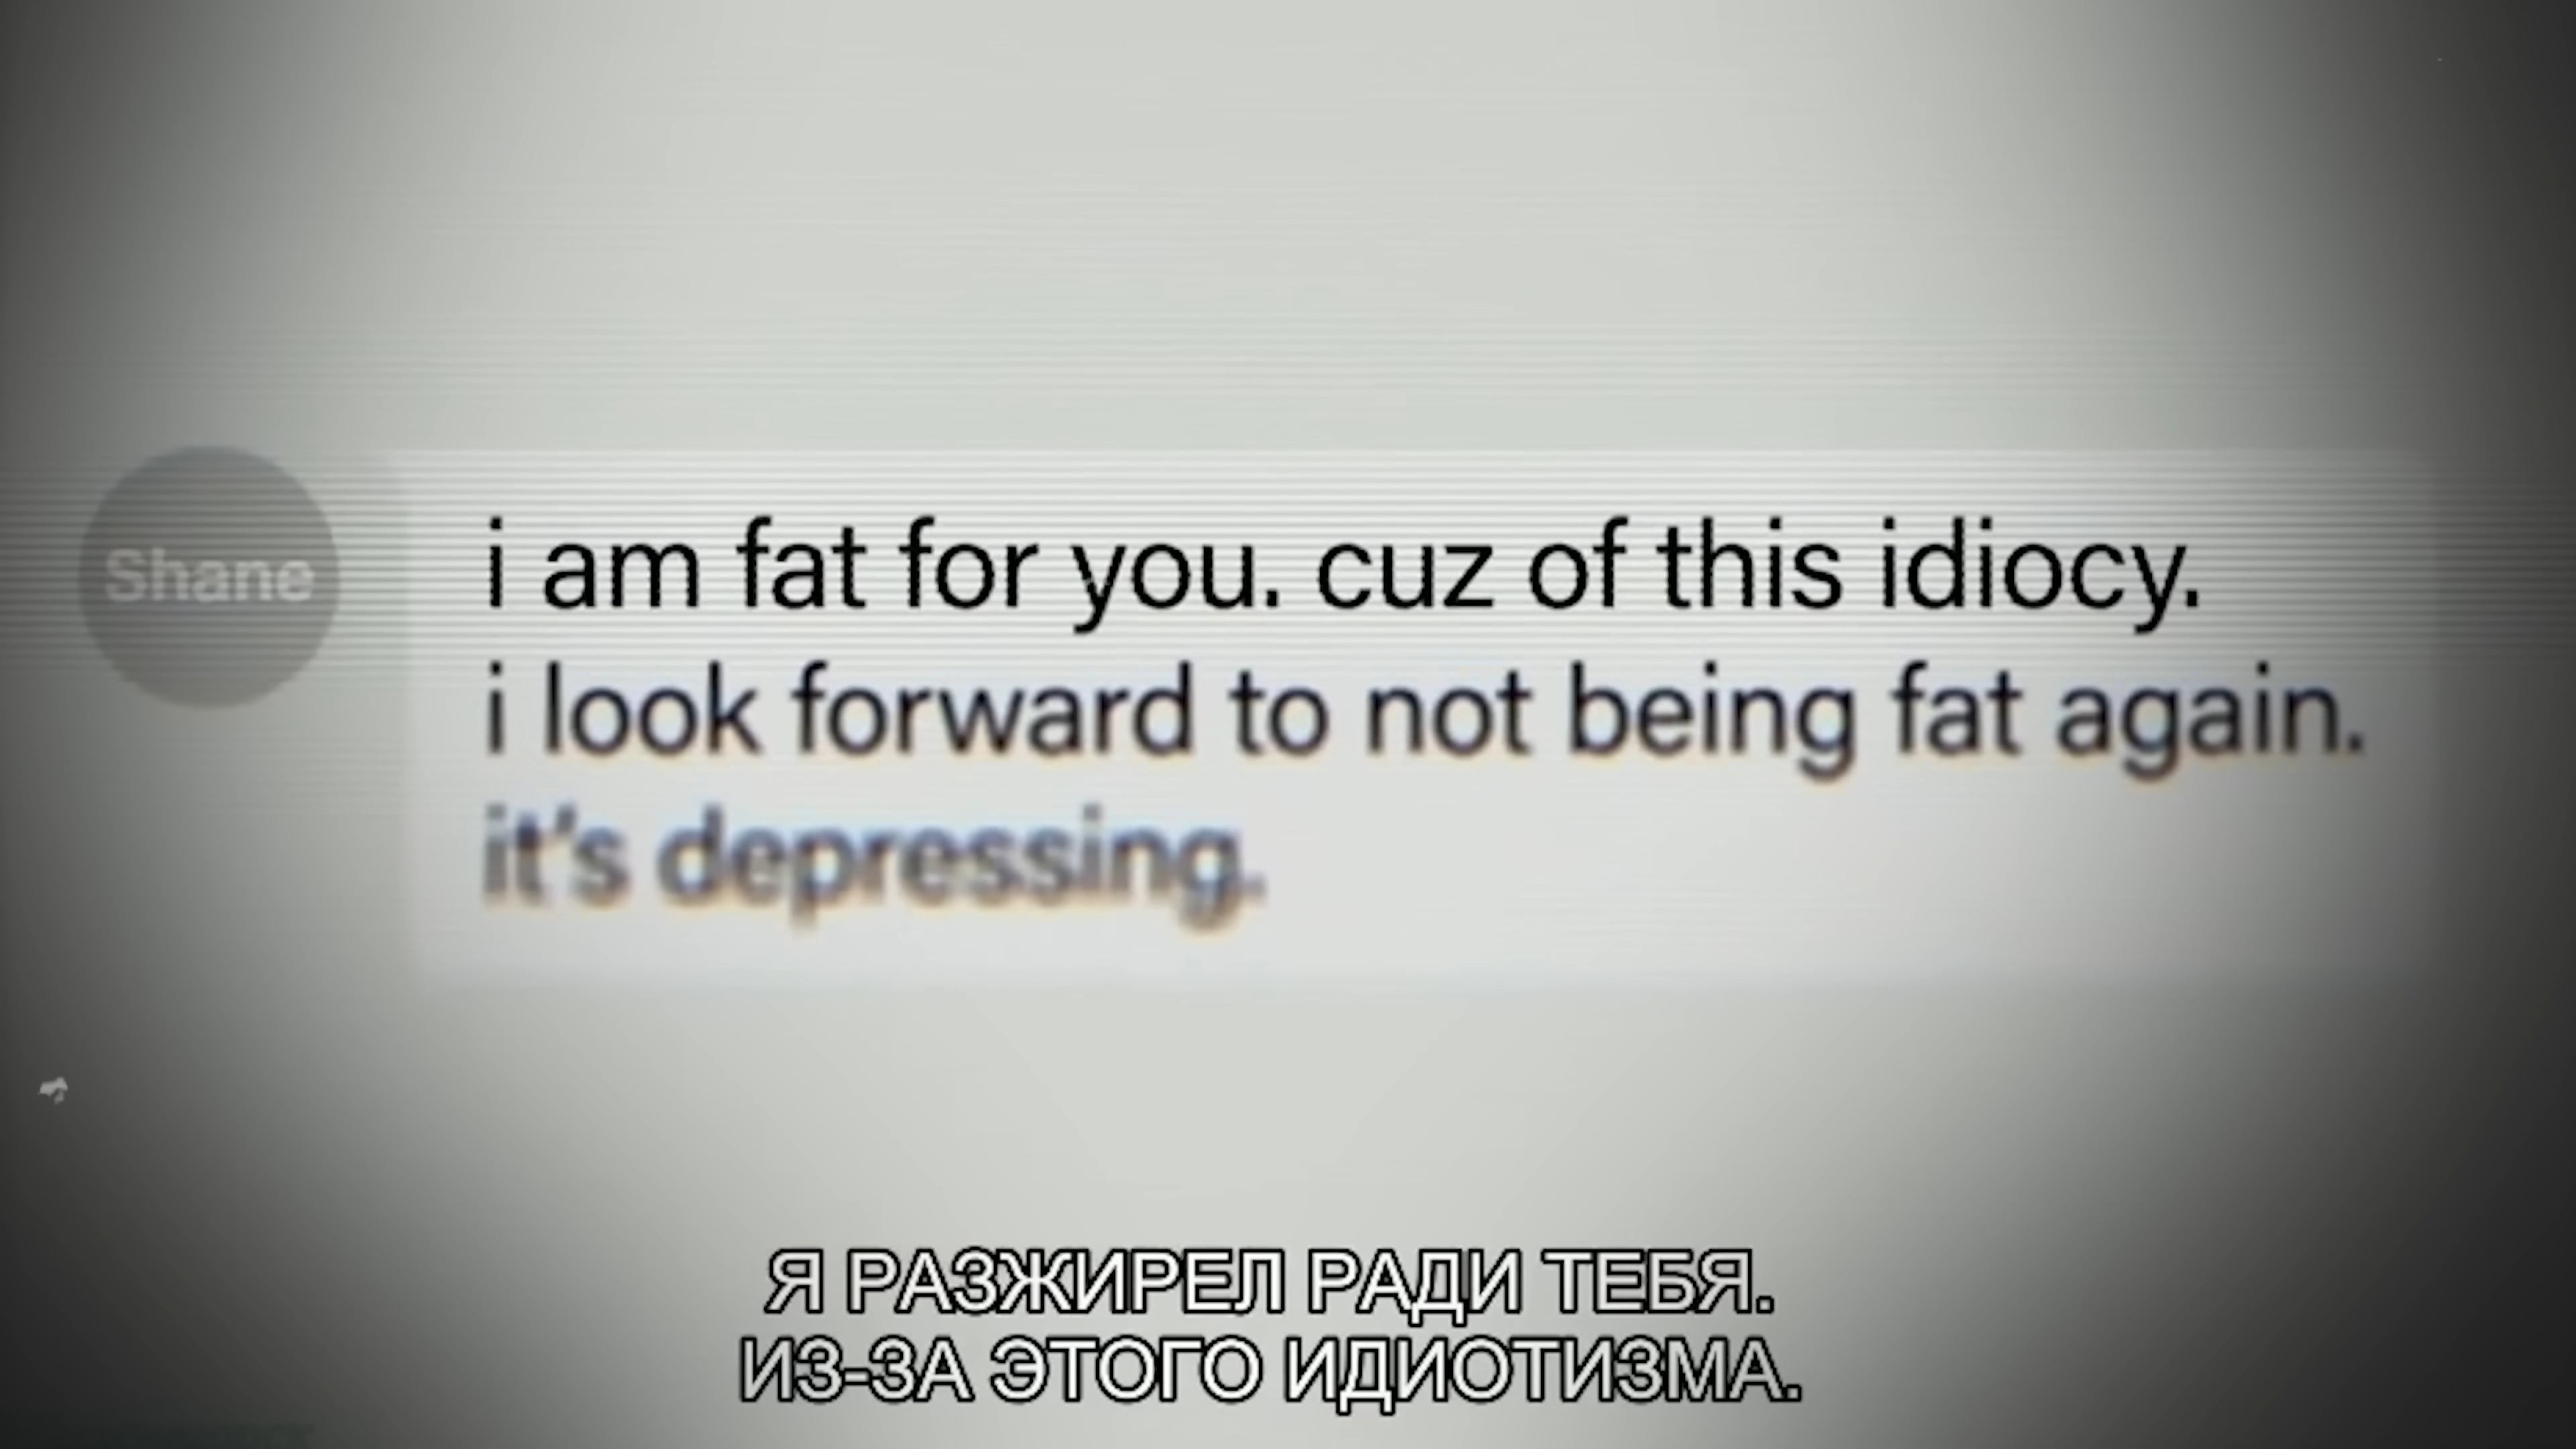 Shane
i am fat for you. cuz of this idiocy.
i look forward to not being fat again.
it's depressing.
Я РАЗЖИРЕЛ РАДИ ТЕБЯ.
ИЗ-ЗА ЭТОГО ИДИОТИЗМА.